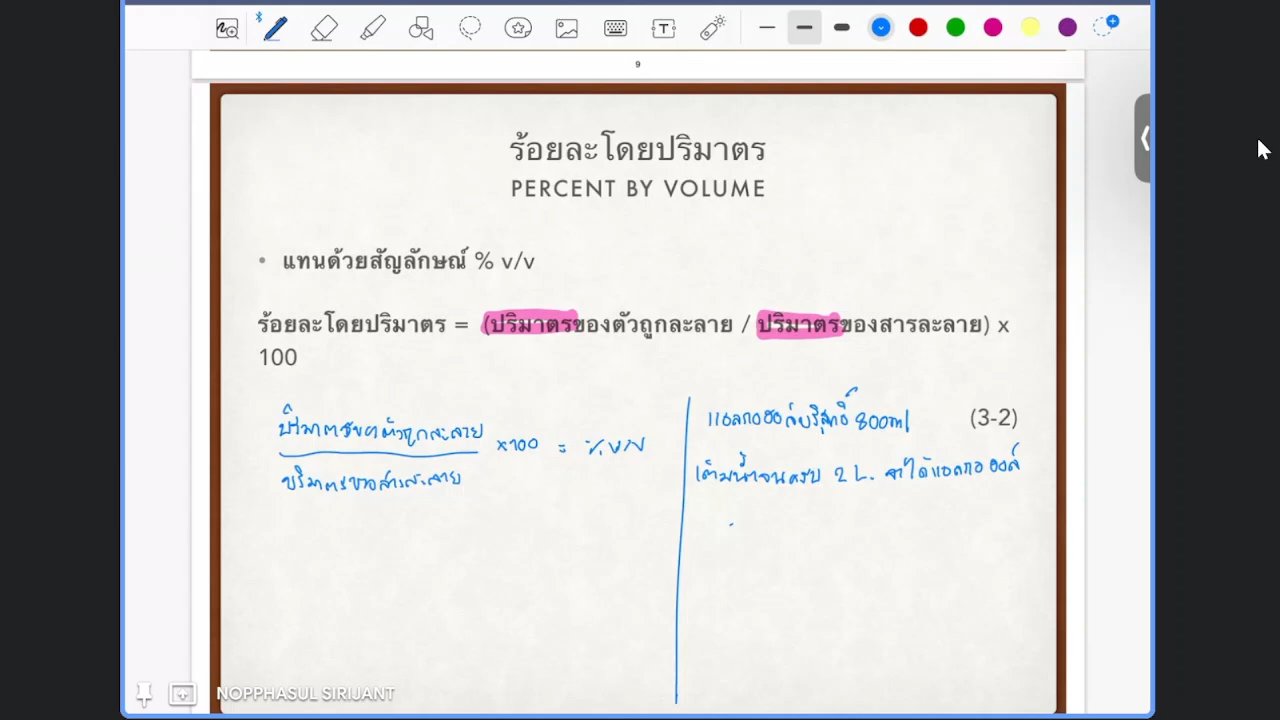 9
ร้อยละโดยปริมาตร
PERCENT BY VOLUME
• แทนด้วยสัญลักษณ์ % v/v
ร้อยละโดยปริมาตร = (ปริมาตรของตัวถูกละลาย / ปริมาตรของสารละลาย) x
100
(3-2)
ปริมาตรของตัวถูกละลาย
ปริมาตรของสารละลาย
x100 = % v/v
แอลกอฮอล์บริสุทธิ์ 800ml
เติมน้ำจนครบ 2 L. จะได้แอลกอฮอล์
NOPPHASUL SIRIJANT